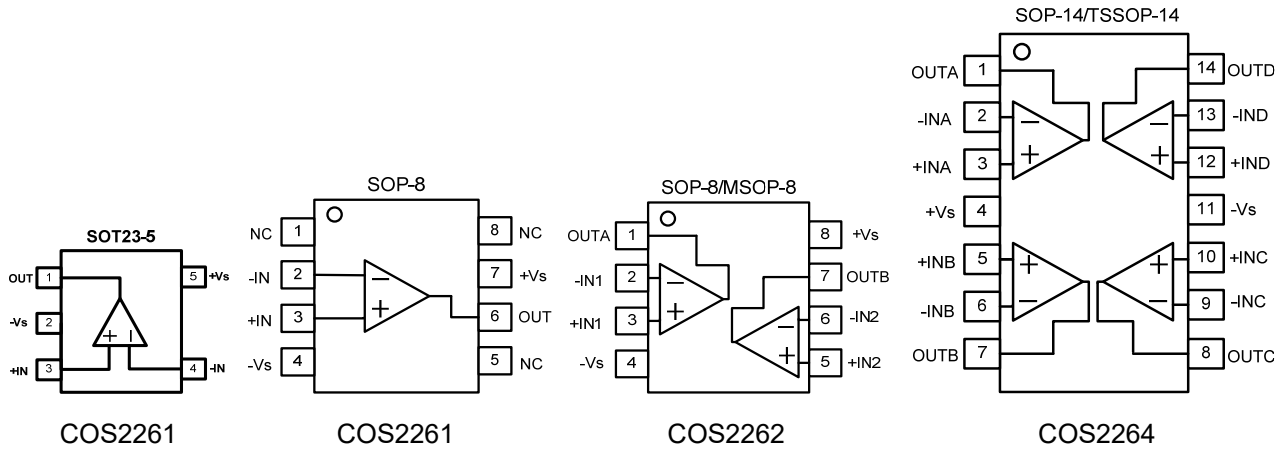 SOT23-5
OUT 1 5 +Vs
-Vs 2
+IN 3 4 -IN
+ −
COS2261
SOP-8
NC 1 8 NC
-IN 2 − 7 +Vs
+IN 3 + 6 OUT
-Vs 4 5 NC
COS2261
SOP-8/MSOP-8
OUTA 1 8 +Vs
-IN1 2 − 7 OUTB
+IN1 3 + − 6 -IN2
-Vs 4 + 5 +IN2
COS2262
SOP-14/TSSOP-14
OUTA 1 14 OUTD
-INA 2 − − 13 -IND
+INA 3 + + 12 +IND
+Vs 4 11 -Vs
+INB 5 + + 10 +INC
-INB 6 − − 9 -INC
OUTB 7 8 OUTC
COS2264